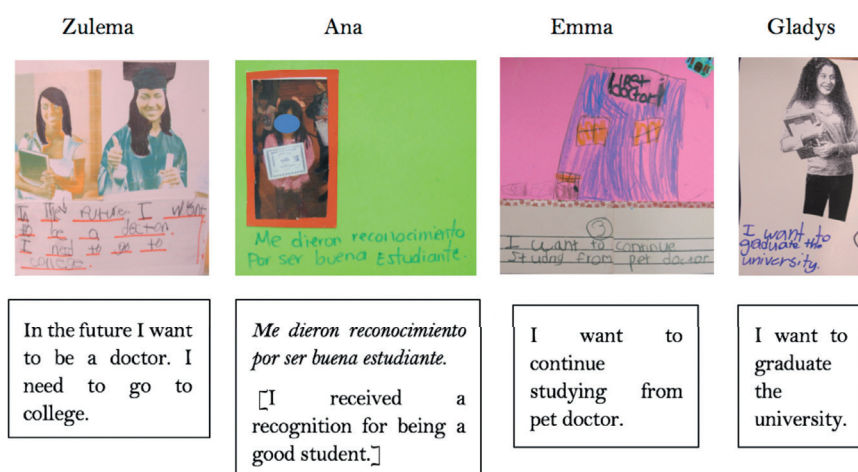 Zulema
Ana
Emma
Gladys
In that future I want
to be a doctor.
I need to go to
college.
Me dieron reconocimiento
Por ser buena Estudiante.
doctor
3
I want to continue
Studng from pet doctor
I want to
graduate the
university.
In the future I want
to be a doctor. I
need to go to
college.
Me dieron reconocimiento
por ser buena estudiante.
[I received a
recognition for being a
good student.]
I want to
continue
studying from
pet doctor.
I want to
graduate
the
university.